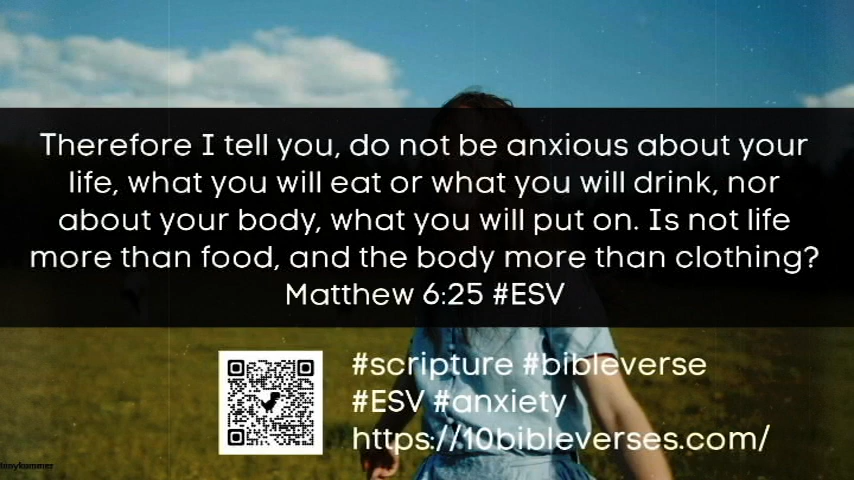 Therefore I tell you, do not be anxious about your
life, what you will eat or what you will drink, nor
about your body, what you will put on. Is not life
more than food, and the body more than clothing?
Matthew 6:25 #ESV
#scripture #bibleverse
#ESV #anxiety
https://10bibleverses.com/
tonykummer